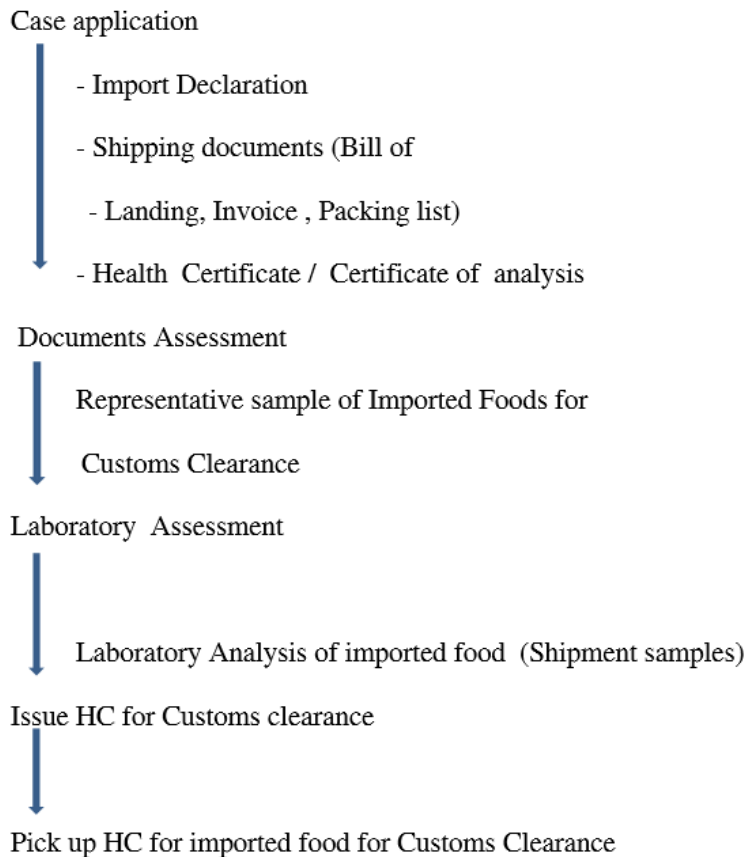 Case application
- Import Declaration
- Shipping documents (Bill of
- Landing, Invoice , Packing list)
- Health Certificate / Certificate of analysis
Documents Assessment
Representative sample of Imported Foods for
Customs Clearance
Laboratory Assessment
Laboratory Analysis of imported food (Shipment samples)
Issue HC for Customs clearance
Pick up HC for imported food for Customs Clearance